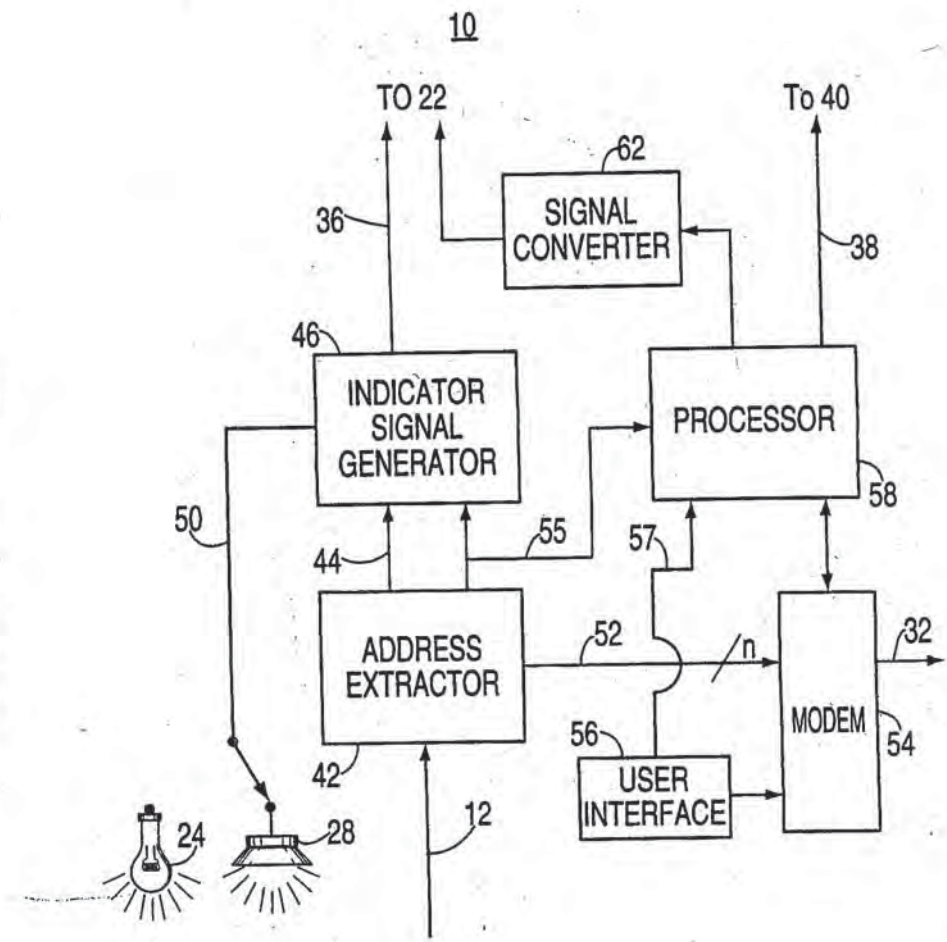 10
TO 22
To 40
62
SIGNAL
CONVERTER
36
38
46
INDICATOR
SIGNAL
GENERATOR
PROCESSOR
58
50
44
55
57
ADDRESS
EXTRACTOR
52
n
32
MODEM
54
42
56
USER
INTERFACE
24
28
12